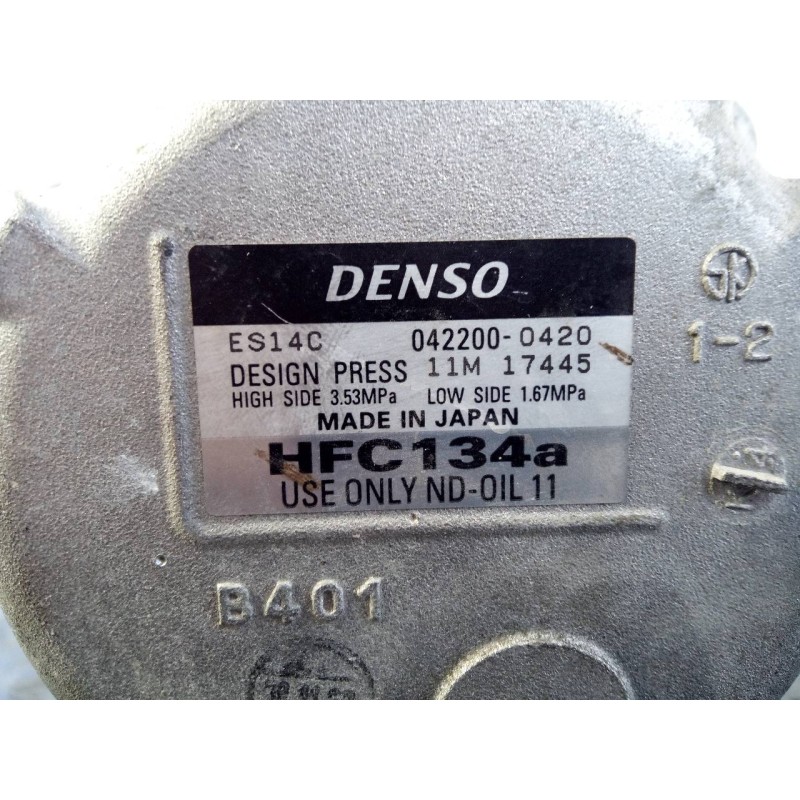 DENSO
ES14C 042200-0420
DESIGN PRESS 11M 17445
HIGH SIDE 3.53MPa LOW SIDE 1.67MPa
MADE IN JAPAN
HFC134a
USE ONLY ND-OIL 11
1-2
B401